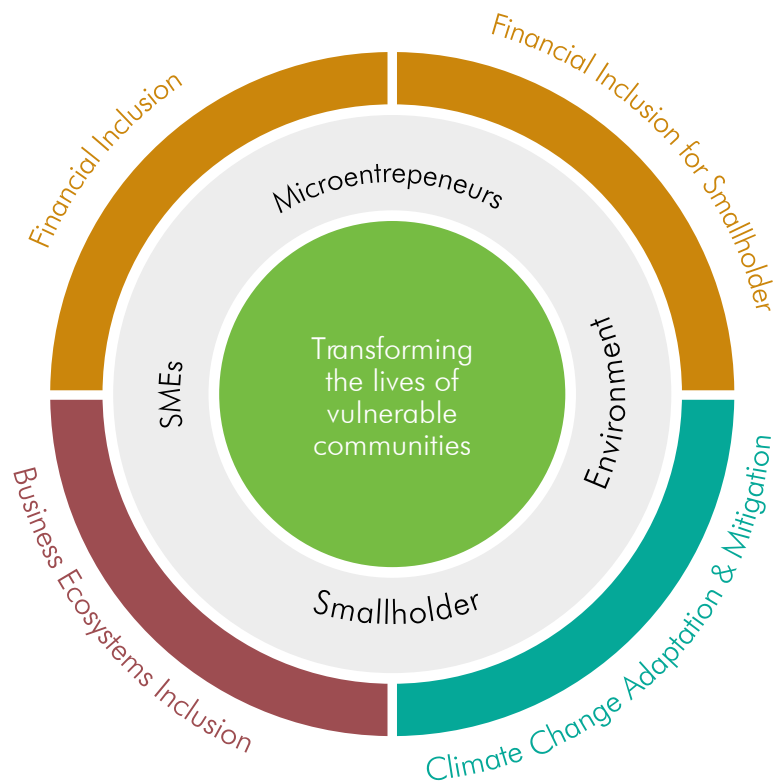 Financial Inclusion
Financial Inclusion for Smallholder
Microentrepeneurs
SMEs
Environment
Transforming
the lives of
vulnerable
communities
Smallholder
Business Ecosystems Inclusion
Climate Change Adaptation & Mitigation